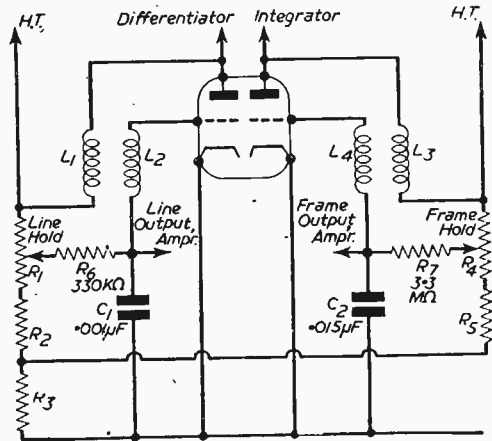 Differentiator
Integrator
H.T.
H.T.
L1
L2
L4
L3
Line
Hold
R1
R6
330KΩ
Line
Output,
Ampr.
Frame
Output
Ampr.
Frame
Hold
R7
3·3
MΩ
R4
C1
·001μF
C2
·015μF
R2
R5
R3